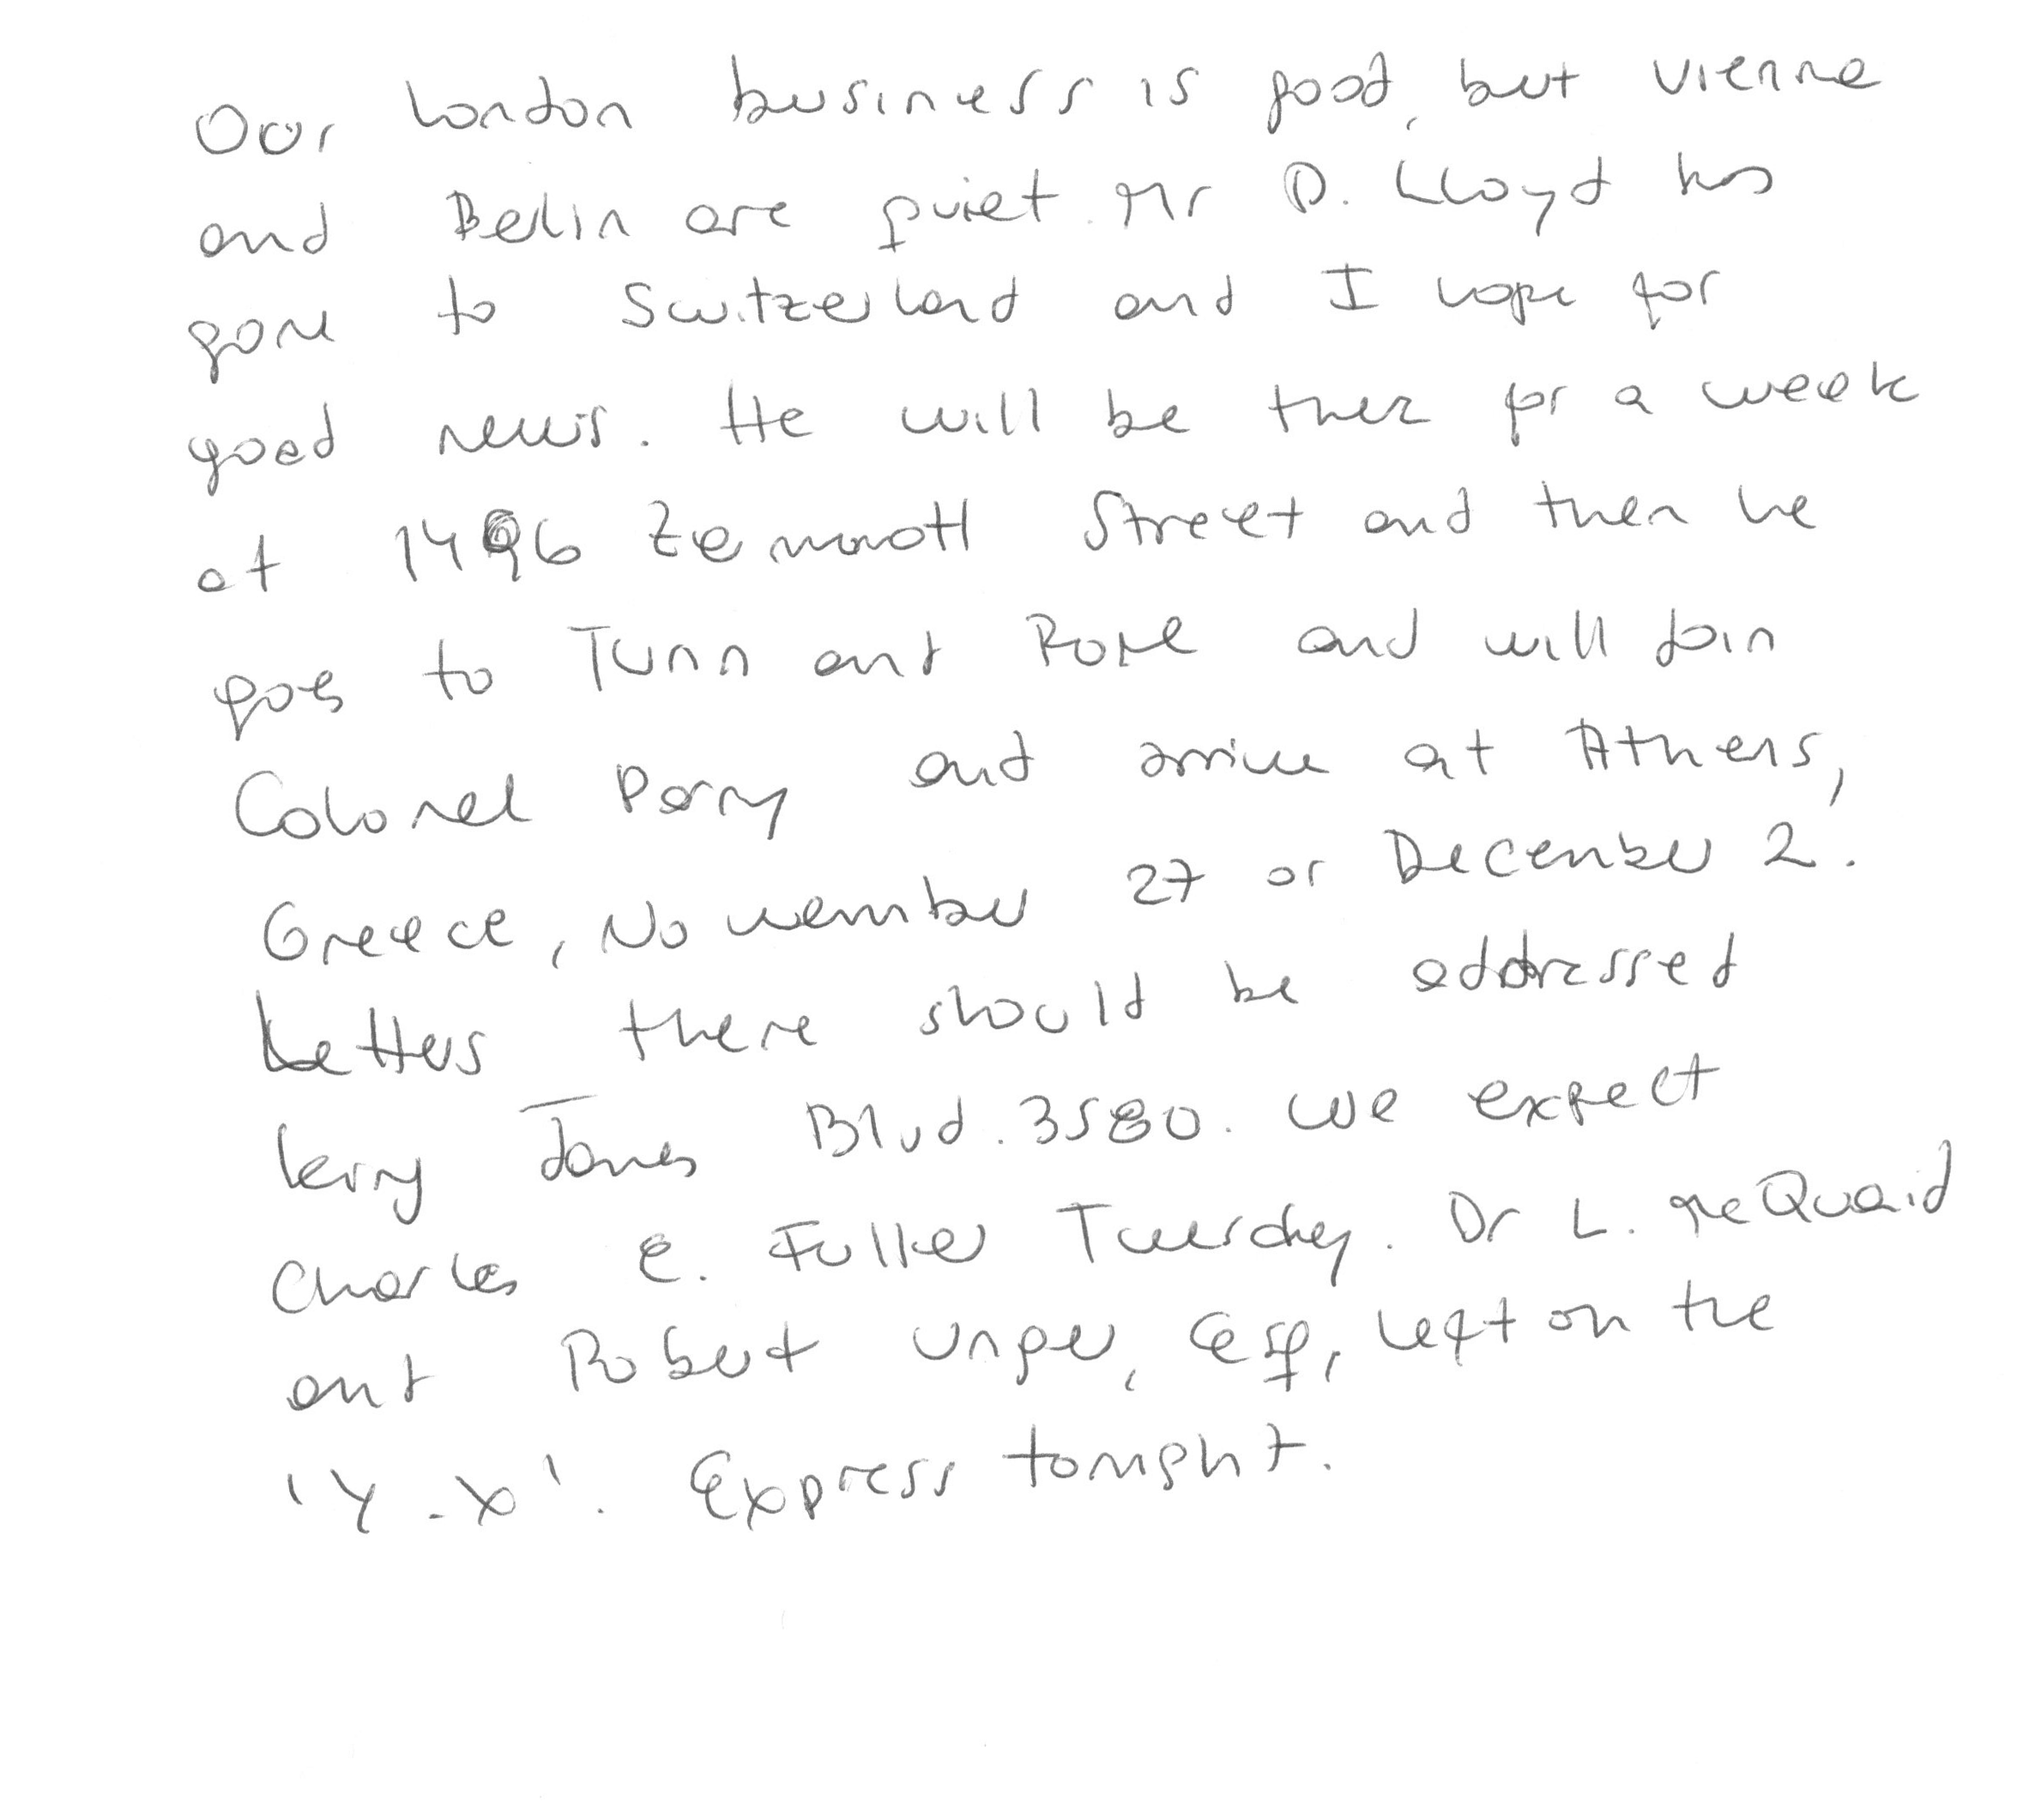 Our London business is good, but Vienna
and Berlin are quiet. Mr D. Lloyd has
gone to Switzerland and I hope for
good news. He will be there for a week
at 1496 Zermott Street and then he
goes to Turin and Rome and will join
Colonel Parry and arrive at Athens,
Greece, November 27 or December 2.
Letters there should be addressed
King James Blvd. 3580. We expect
Charles E. Fuller Tuesday. Dr L. McQuaid
and Robert Unger, Esq, left on the
'Y.X'. Express tonight.